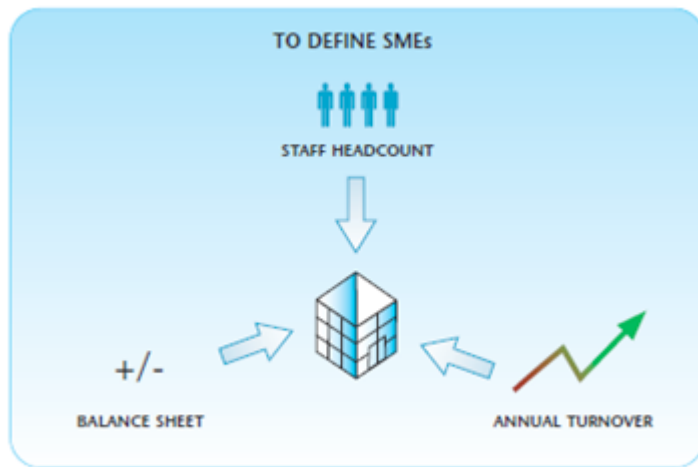 TO DEFINE SMEs
STAFF HEADCOUNT
+/-
BALANCE SHEET
ANNUAL TURNOVER